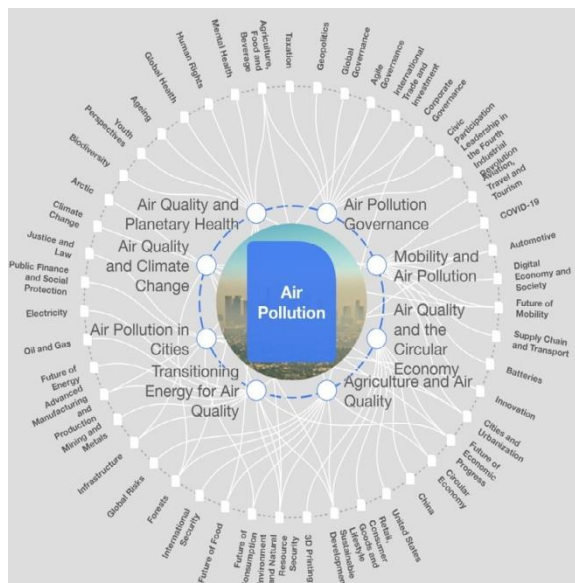 Air
Pollution
Air Quality and
Planetary Health
Air Quality
and Climate
Change
Air Pollution in
Cities
Transitioning
Energy for Air
Quality
Air Pollution
Governance
Mobility and
Air Pollution
Air Quality
and the
Circular
Economy
Agriculture and Air
Quality
Taxation
Geopolitics
Global
Governance
Agile
Governance
International
Trade and
Investment
Corporate
Governance
Civic
Participation
Leadership in
the Fourth
Industrial
Revolution
Aviation,
Travel and
Tourism
COVID-19
Automotive
Digital
Economy and
Society
Future of
Mobility
Supply Chain
and Transport
Batteries
Innovation
Cities and
Urbanization
Future of
Economic
Progress
Circular
Economy
China
United States
Retail,
Consumer
Goods and
Lifestyle
Sustainable
Development
3D Printing
Environment
and Natural
Resource
Security
Future of
Consumption
Future of Food
International
Security
Forests
Global Risks
Infrastructure
Mining and
Metals
Advanced
Manufacturing
and
Production
Future of
Energy
Oil and Gas
Electricity
Public Finance
and Social
Protection
Justice and
Law
Climate
Change
Arctic
Biodiversity
Youth
Perspectives
Ageing
Global Health
Human Rights
Mental Health
Agriculture,
Food and
Beverage